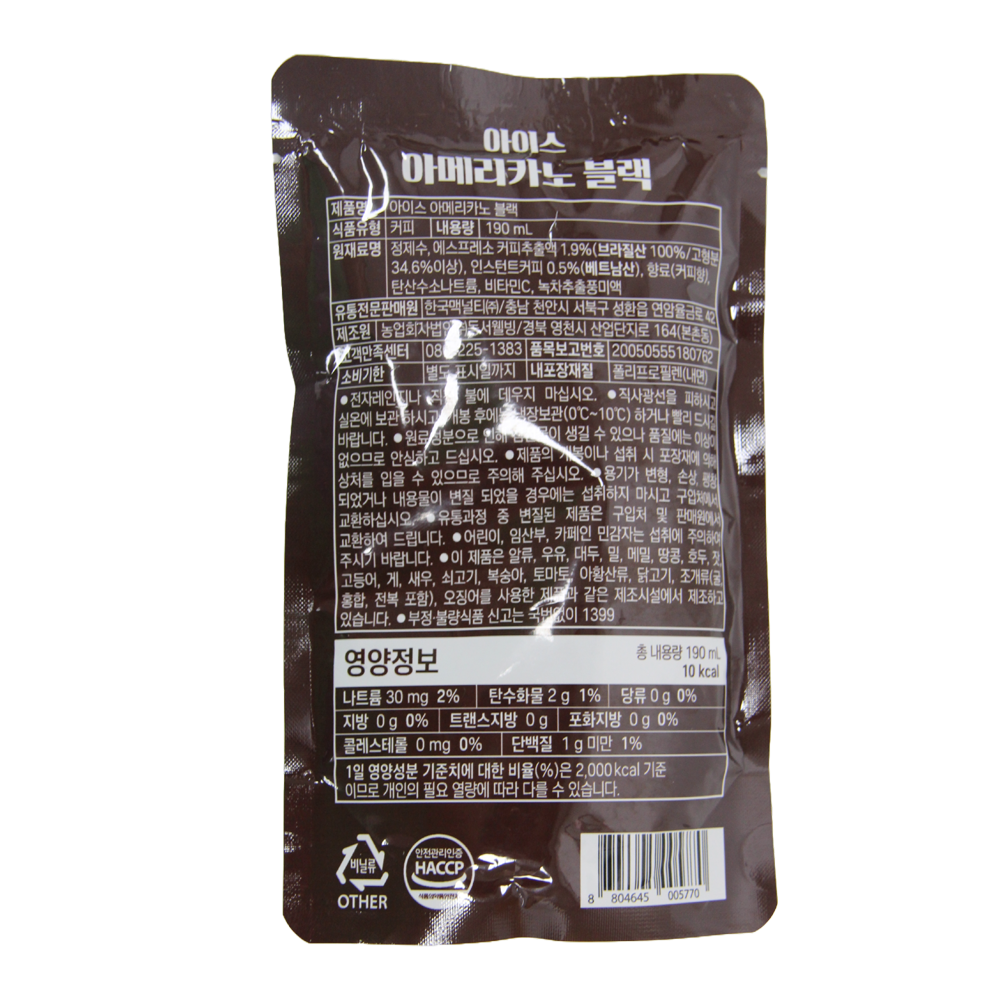 아이스
아메리카노 블랙
제품명 아이스 아메리카노 블랙
식품유형 커피 내용량 190 mL
원재료명 정제수, 에스프레소 커피추출액 1.9%(브라질산 100%/고형분
34.6%이상), 인스턴트커피 0.5%(베트남산), 향료(커피향),
탄산수소나트륨, 비타민C, 녹차추출풍미액
유통전문판매원 한국맥널티㈜/충남 천안시 서북구 성환읍 연암율금로 42
제조원 농업회사법인 동서웰빙/경북 영천시 산업단지로 164(본촌동)
고객만족센터 225-1383 품목보고번호 20050555180762
소비기한 별도 표시일까지 내포장재질 폴리프로필렌(내면)
●전자레인지나 직접 불에 데우지 마십시오. ●직사광선을 피하시고
실온에 보관하시고 개봉 후에는 냉장보관(0℃~10℃) 하거나 빨리 드시기
바랍니다. ●원료성분으로 인해 생길 수 있으나 품질에는 이상이
없으므로 안심하고 드십시오. ●제품의 개봉이나 섭취 시 포장재에 의해
상처를 입을 수 있으므로 주의해 주십시오. ●용기가 변형, 손상, 팽창
되었거나 내용물이 변질 되었을 경우에는 섭취하지 마시고 구입처에서
교환하십시오. ●유통과정 중 변질된 제품은 구입처 및 판매원에서
교환하여 드립니다. ●어린이, 임산부, 카페인 민감자는 섭취에 주의하여
주시기 바랍니다. ●이 제품은 알류, 우유, 대두, 밀, 메밀, 땅콩, 호두, 잣,
고등어, 게, 새우, 쇠고기, 복숭아, 토마토, 아황산류, 닭고기, 조개류(굴,
홍합, 전복 포함), 오징어를 사용한 제품과 같은 제조시설에서 제조하고
있습니다. ●부정·불량식품 신고는 국번없이 1399
영양정보 총 내용량 190 mL
10 kcal
나트륨 30 mg 2% 탄수화물 2 g 1% 당류 0 g 0%
지방 0 g 0% 트랜스지방 0 g 포화지방 0 g 0%
콜레스테롤 0 mg 0% 단백질 1 g 미만 1%
1일 영양성분 기준치에 대한 비율(%)은 2,000 kcal 기준
이므로 개인의 필요 열량에 따라 다를 수 있습니다.
비닐류
OTHER
안전관리인증
HACCP
식품의약품안전처
8 804645 005770